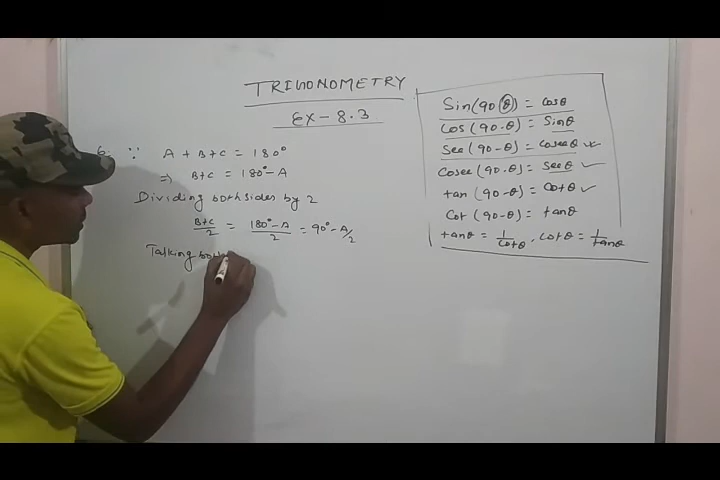 TRIGONOMETRY
EX-8.3
6. ∵ A + B+C = 180°
⇒ B+C = 180°-A
Dividing both sides by 2
B+C/2 = 180°-A/2 = 90°-A/2
Talking both
Sin(90 θ) = Cosθ
Cos(90-θ) = Sinθ
Sec(90-θ) = Cosecθ
Cosec(90-θ) = Secθ ✓
tan(90-θ) = Cotθ ✓
Cot(90-θ) = tanθ
tanθ = 1/Cotθ, Cotθ = 1/tanθ